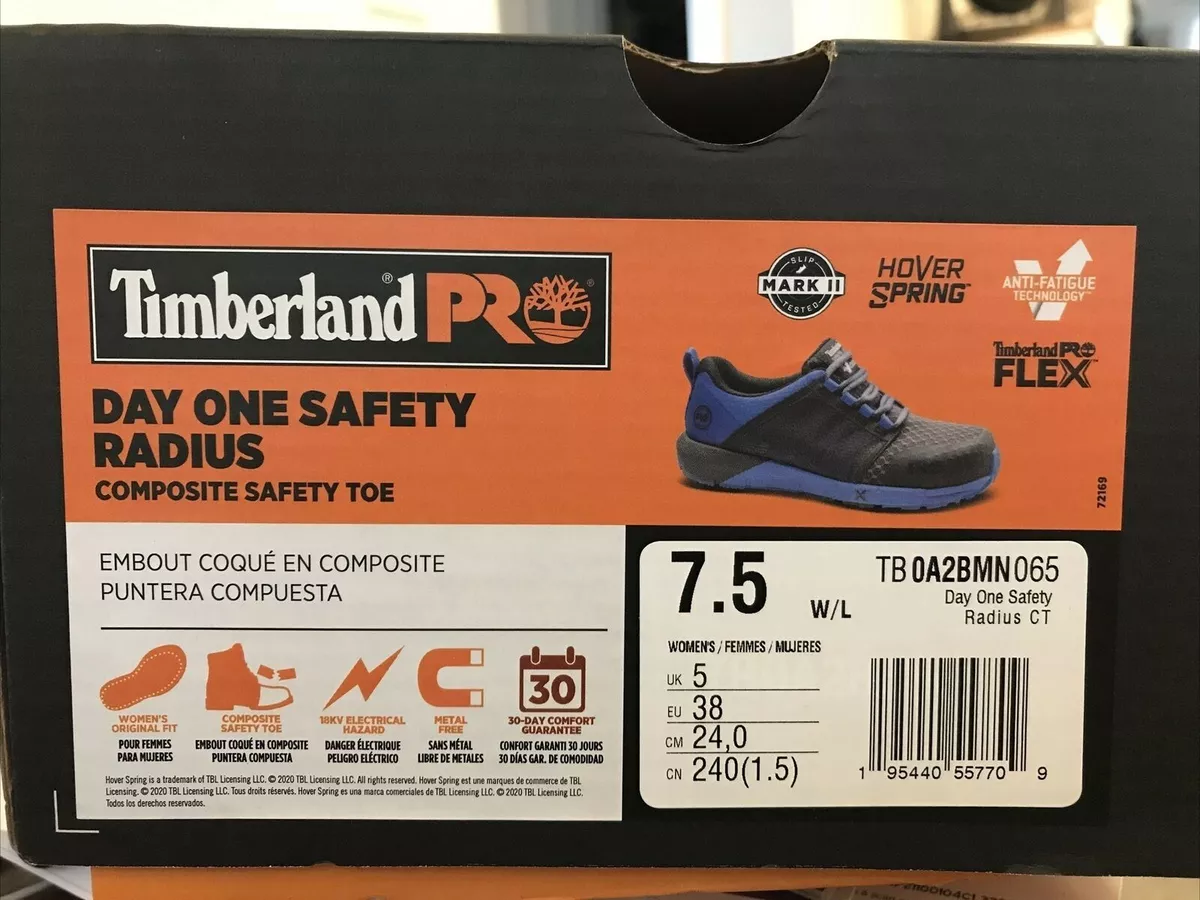 Timberland® PRO®
DAY ONE SAFETY
RADIUS
COMPOSITE SAFETY TOE
SLIP
MARK II
TESTED
HOVER
SPRING™
ANTI-FATIGUE
TECHNOLOGY™
Timberland PRO
FLEX™
72169
EMBOUT COQUÉ EN COMPOSITE
PUNTERA COMPUESTA
WOMEN'S
ORIGINAL FIT
POUR FEMMES
PARA MUJERES
COMPOSITE
SAFETY TOE
EMBOUT COQUÉ EN COMPOSITE
PUNTERA COMPUESTA
18KV ELECTRICAL
HAZARD
DANGER ÉLECTRIQUE
PELIGRO ELÉCTRICO
METAL
FREE
SANS MÉTAL
LIBRE DE METALES
30
30-DAY COMFORT
GUARANTEE
CONFORT GARANTI 30 JOURS
30 DÍAS GAR. DE COMODIDAD
Hover Spring is a trademark of TBL Licensing LLC. © 2020 TBL Licensing LLC. All rights reserved. Hover Spring est une marques de commerce de TBL
Licensing. © 2020 TBL Licensing LLC. Tous droits réservés. Hover Spring es una marca comerciales de TBL Licensing LLC. © 2020 TBL Licensing LLC.
Todos los derechos reservados.
7.5 W/L
WOMEN'S / FEMMES / MUJERES
UK 5
EU 38
CM 24,0
CN 240(1.5)
TB0A2BMN065
Day One Safety
Radius CT
1 95440 55770 9